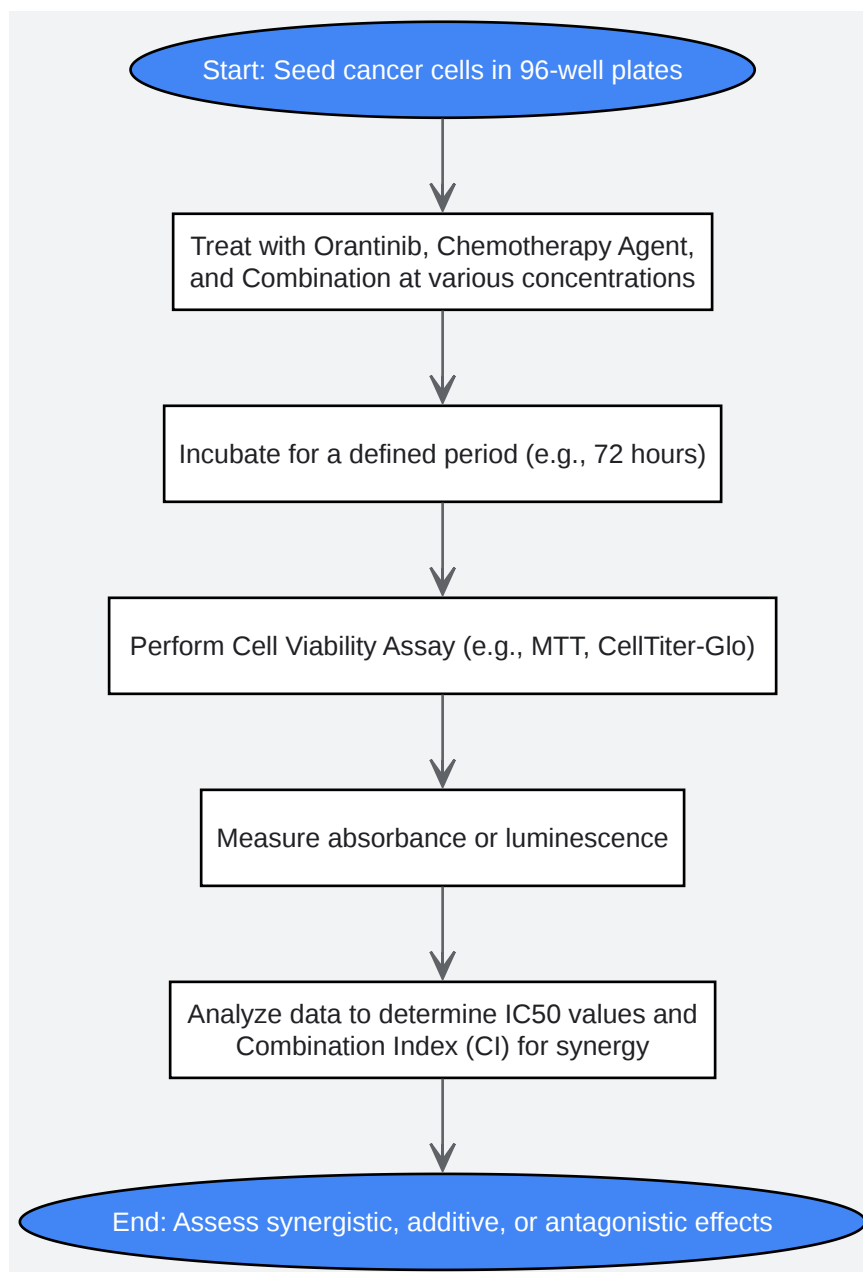 Start: Seed cancer cells in 96-well plates
Treat with Orantinib, Chemotherapy Agent,
and Combination at various concentrations
Incubate for a defined period (e.g., 72 hours)
Perform Cell Viability Assay (e.g., MTT, CellTiter-Glo)
Measure absorbance or luminescence
Analyze data to determine IC50 values and
Combination Index (CI) for synergy
End: Assess synergistic, additive, or antagonistic effects